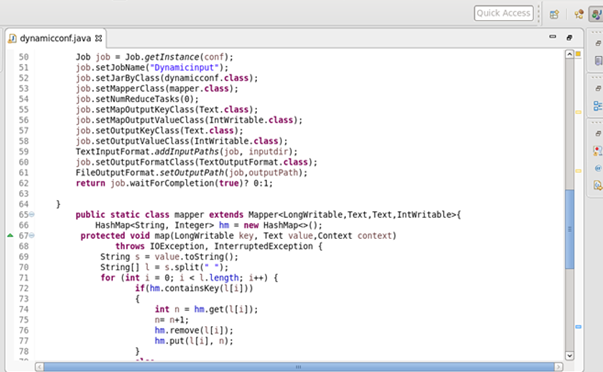 Quick Access
dynamicconf.java
50 Job job = Job.getInstance(conf);
51 job.setJobName("Dynamicinput");
52 job.setJarByClass(dynamicconf.class);
53 job.setMapperClass(mapper.class);
54 job.setNumReduceTasks(0);
55 job.setMapOutputKeyClass(Text.class);
56 job.setMapOutputValueClass(IntWritable.class);
57 job.setOutputKeyClass(Text.class);
58 job.setOutputValueClass(IntWritable.class);
59 TextInputFormat.addInputPaths(job, inputdir);
60 job.setOutputFormatClass(TextOutputFormat.class);
61 FileOutputFormat.setOutputPath(job,outputPath);
62 return job.waitForCompletion(true)? 0:1;
63
64 }
65 public static class mapper extends Mapper<LongWritable,Text,Text,IntWritable>{
66 HashMap<String, Integer> hm = new HashMap<>();
67 protected void map(LongWritable key, Text value,Context context)
68 throws IOException, InterruptedException {
69 String s = value.toString();
70 String[] l = s.split(" ");
71 for (int i = 0; i < l.length; i++) {
72 if(hm.containsKey(l[i]))
73 {
74 int n = hm.get(l[i]);
75 n= n+1;
76 hm.remove(l[i]);
77 hm.put(l[i], n);
78 }